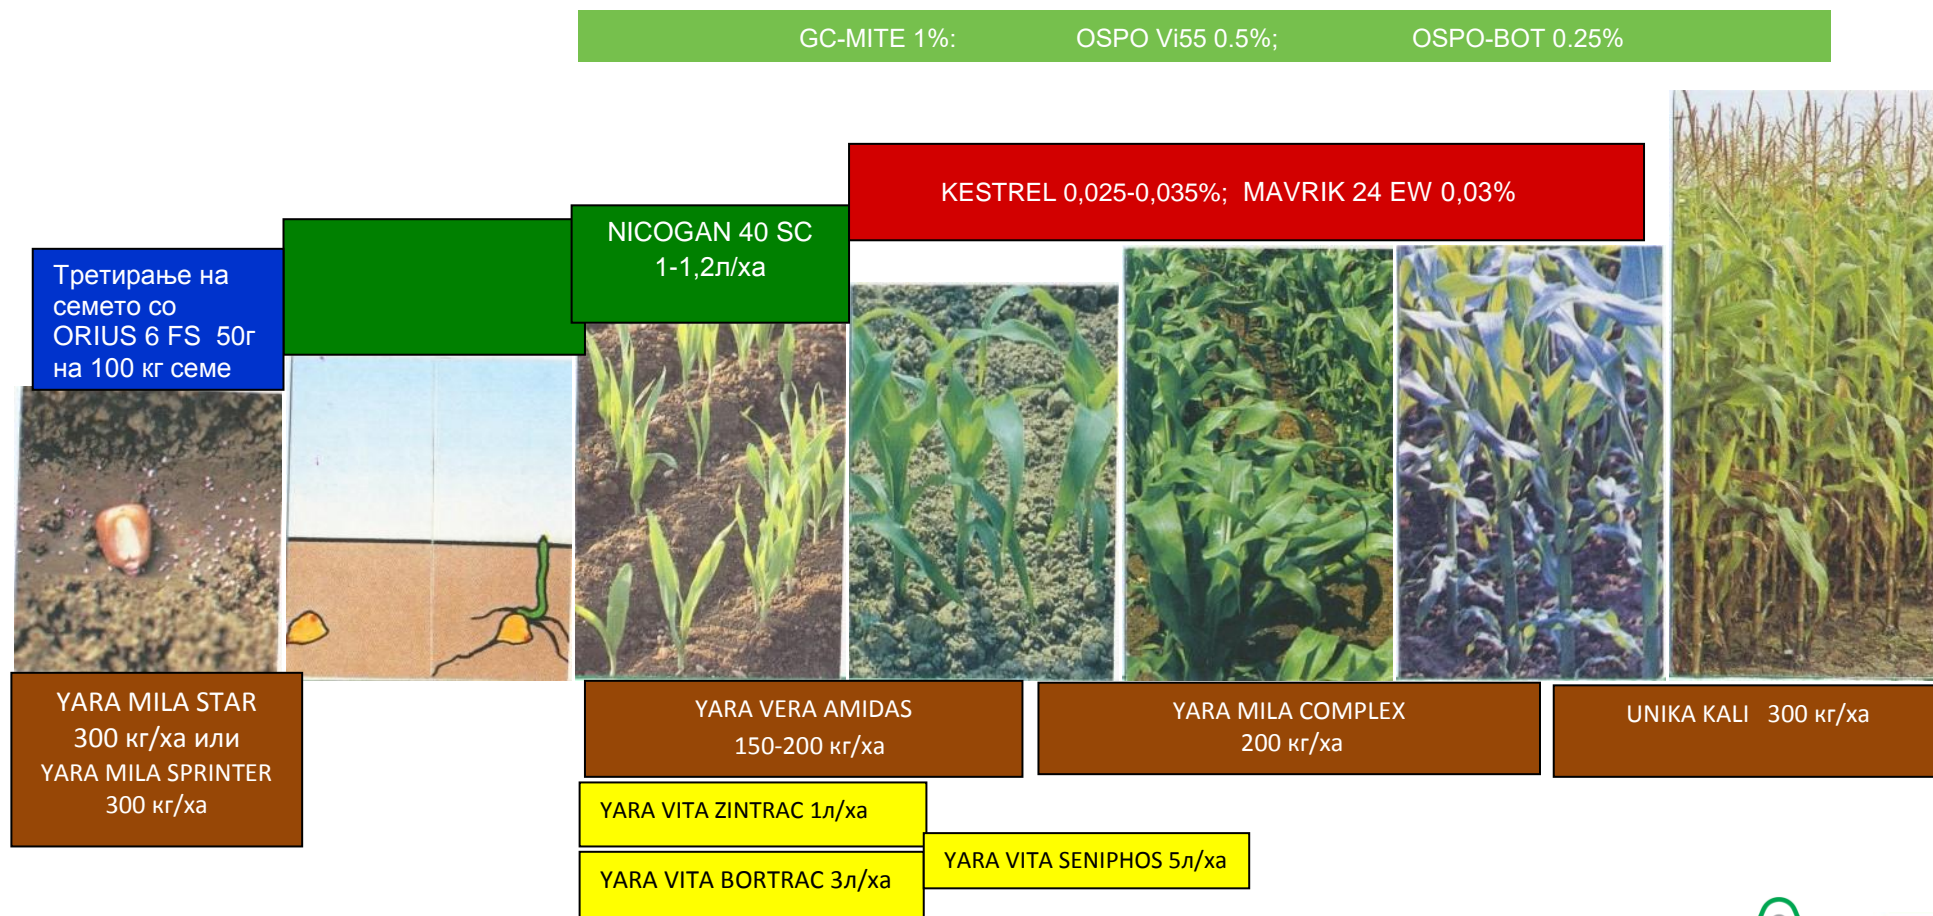 GC-MITE 1%: OSPO Vi55 0.5%; OSPO-BOT 0.25%
KESTREL 0,025-0,035%; MAVRIK 24 EW 0,03%
NICOGAN 40 SC
1-1,2л/ха
Третирање на
семето со
ORIUS 6 FS 50г
на 100 кг семе
YARA MILA STAR
300 кг/ха или
YARA MILA SPRINTER
300 кг/ха
YARA VERA AMIDAS
150-200 кг/ха
YARA MILA COMPLEX
200 кг/ха
UNIKA KALI 300 кг/ха
YARA VITA ZINTRAC 1л/ха
YARA VITA SENIPHOS 5л/ха
YARA VITA BORTRAC 3л/ха